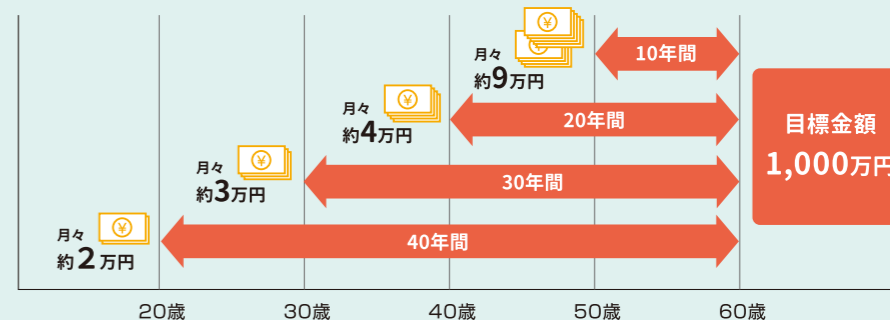 月々
約9万円
10年間
月々
約4万円
20年間
月々
約3万円
30年間
月々
約2万円
40年間
目標金額
1,000万円
20歳
30歳
40歳
50歳
60歳